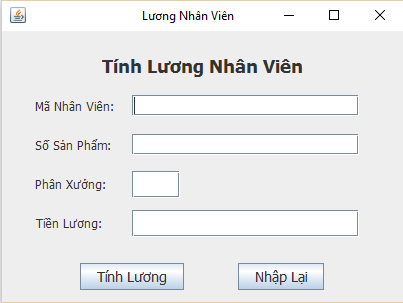 Lương Nhân Viên
Tính Lương Nhân Viên
Mã Nhân Viên:
Số Sản Phẩm:
Phân Xưởng:
Tiền Lương:
Tính Lương Nhập Lại